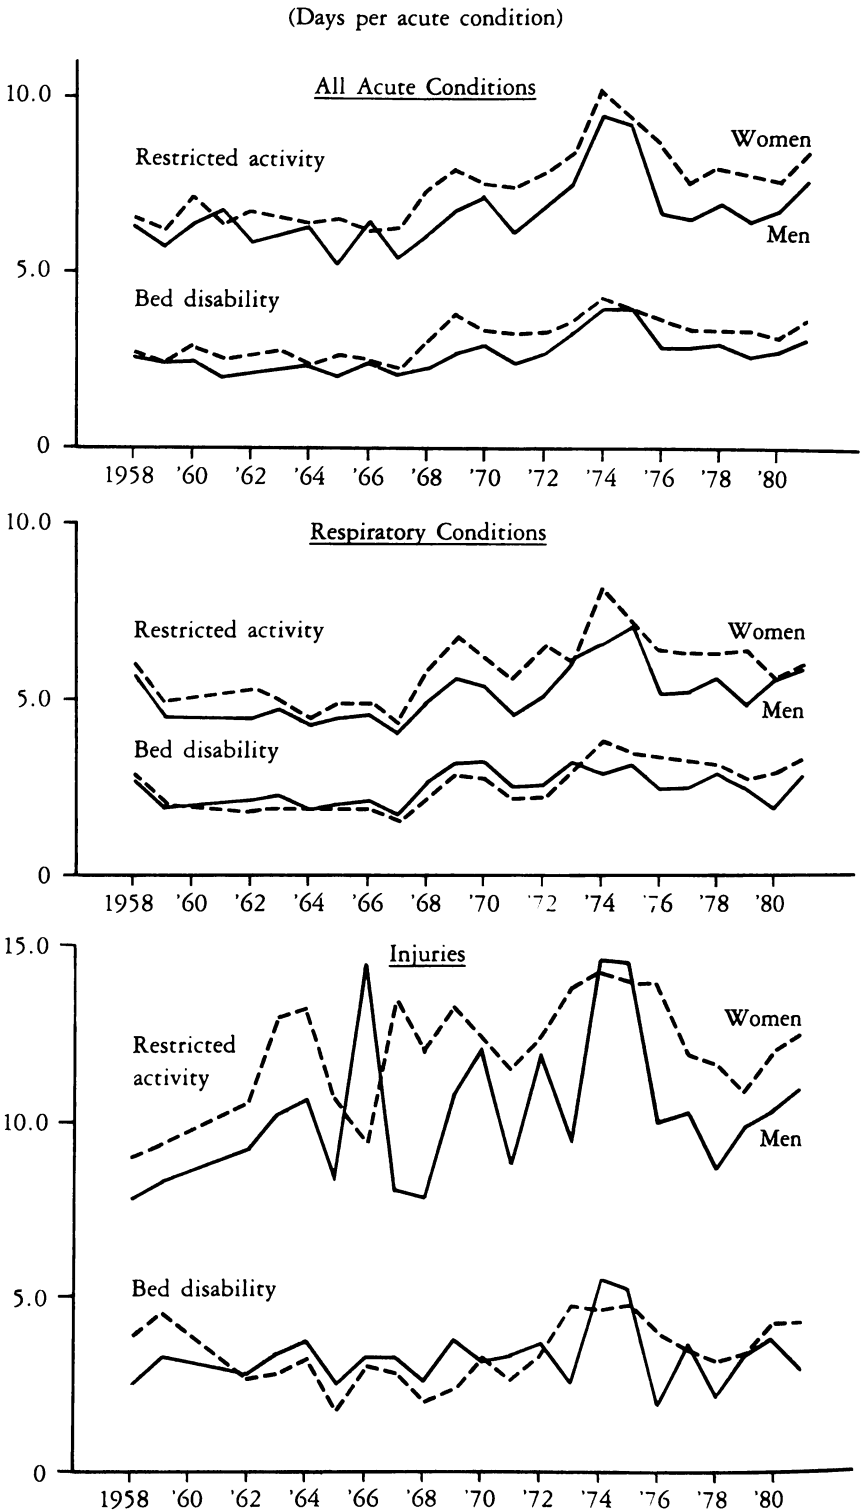 (Days per acute condition)
All Acute Conditions
10.0
Women
Restricted activity
Men
5.0
Bed disability
0
1958 '60 '62 '64 '66 '68 '70 '72 '74 '76 '78 '80
10.0
Respiratory Conditions
Restricted activity
Women
5.0
Men
Bed disability
0
1958 '60 '62 '64 '66 '68 '70 '72 '74 '76 '78 '80
15.0
Injuries
Women
Restricted
activity
10.0
Men
Bed disability
5.0
0
1958 '60 '62 '64 '66 '68 '70 '72 '74 '76 '78 '80